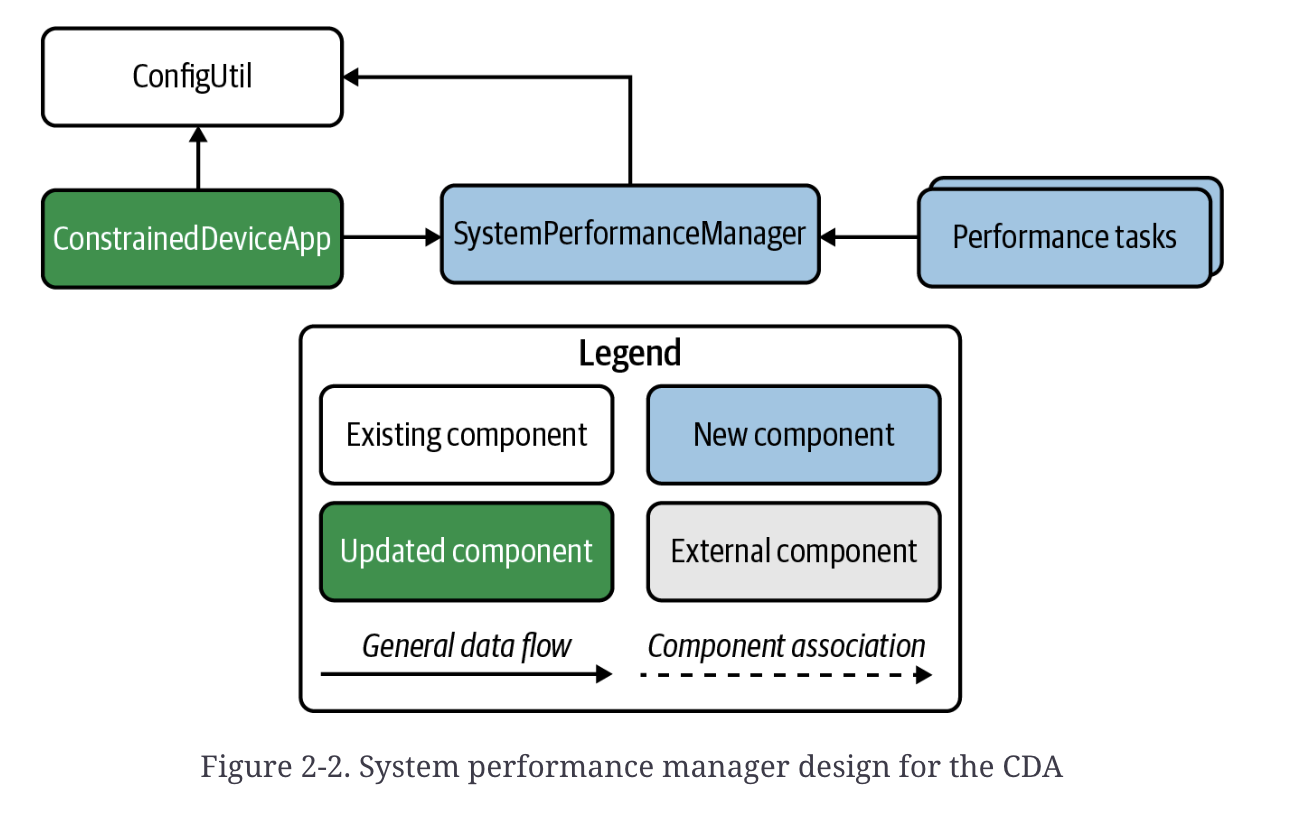 ConfigUtil
ConstrainedDeviceApp
SystemPerformanceManager
Performance tasks
Legend
Existing component
New component
Updated component
External component
General data flow
Component association
Figure 2-2. System performance manager design for the CDA